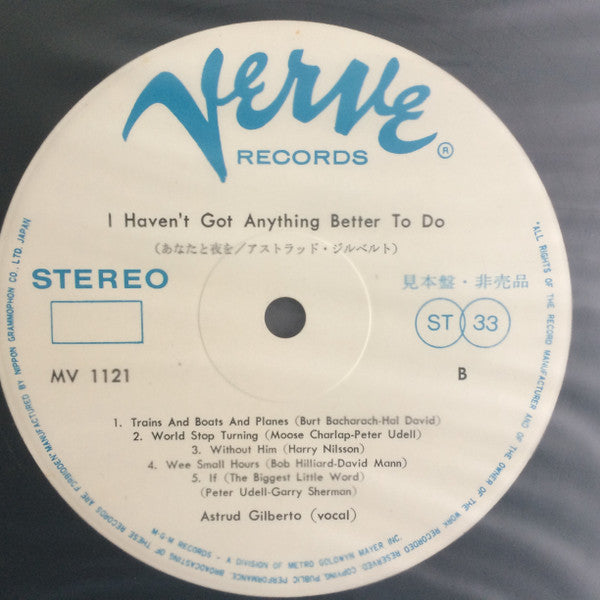 Verve
RECORDS ®
I Haven't Got Anything Better To Do
(あなたと夜を/アストラッド・ジルベルト)
STEREO
見本盤・非売品
ST 33
MV 1121
B
1. Trains And Boats And Planes (Burt Bacharach-Hal David)
2. World Stop Turning (Moose Charlap-Peter Udell)
3. Without Him (Harry Nilsson)
4. Wee Small Hours (Bob Hilliard-David Mann)
5. If (The Biggest Little Word)
(Peter Udell-Garry Sherman)
Astrud Gilberto (vocal)
M-G-M RECORDS - A DIVISION OF METRO GOLDWYN MAYER INC.
"ALL RIGHTS OF THE RECORD MANUFACTURER AND OF THE OWNER OF THE WORK RECORDED RESERVED. COPYING, PUBLIC PERFORMANCE, BROADCASTING OF THESE RECORDS ARE FORBIDDEN" MANUFACTURED BY NIPPON GRAMMOPHON CO., LTD. JAPAN